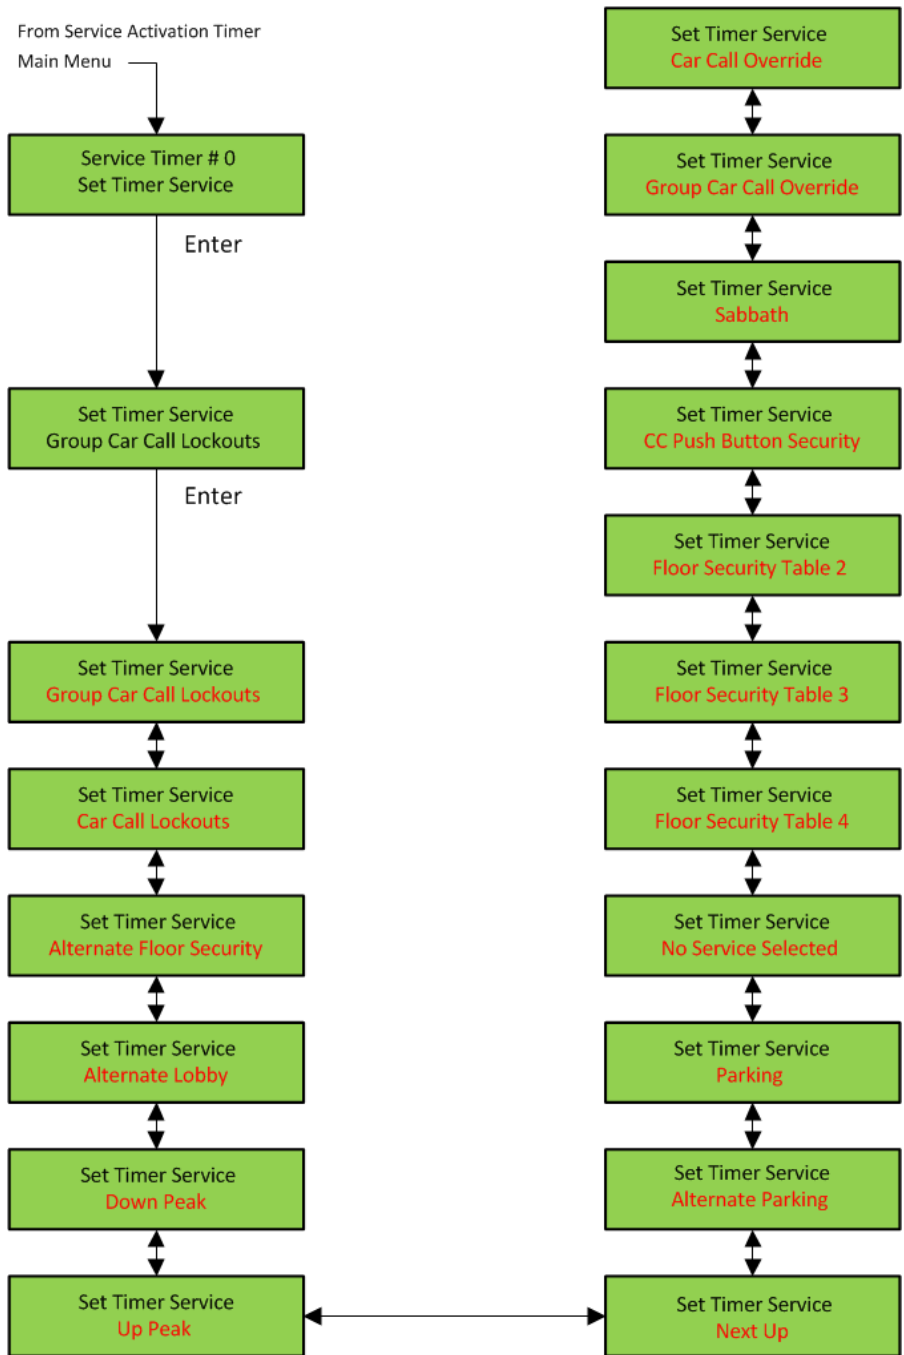 From Service Activation Timer
Main Menu
Service Timer # 0
Set Timer Service
Enter
Set Timer Service
Group Car Call Lockouts
Enter
Set Timer Service
Group Car Call Lockouts
Set Timer Service
Car Call Lockouts
Set Timer Service
Alternate Floor Security
Set Timer Service
Alternate Lobby
Set Timer Service
Down Peak
Set Timer Service
Up Peak
Set Timer Service
Car Call Override
Set Timer Service
Group Car Call Override
Set Timer Service
Sabbath
Set Timer Service
CC Push Button Security
Set Timer Service
Floor Security Table 2
Set Timer Service
Floor Security Table 3
Set Timer Service
Floor Security Table 4
Set Timer Service
No Service Selected
Set Timer Service
Parking
Set Timer Service
Alternate Parking
Set Timer Service
Next Up